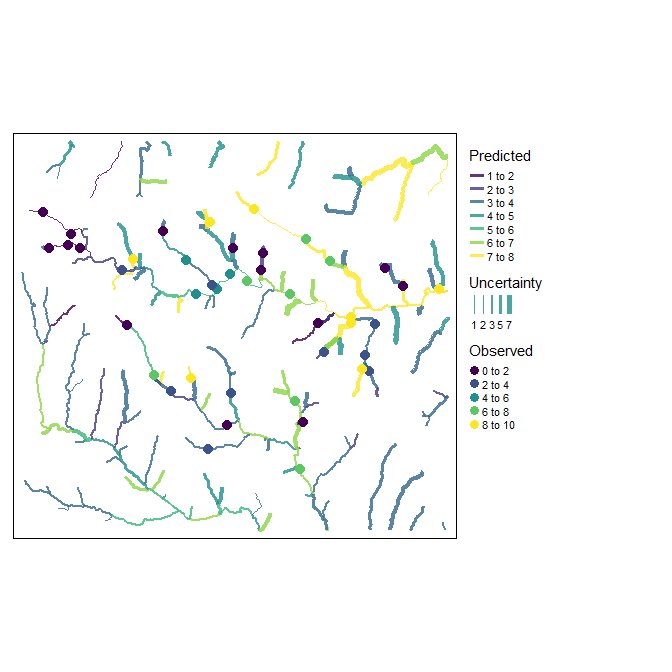 Predicted
1 to 2
2 to 3
3 to 4
4 to 5
5 to 6
6 to 7
7 to 8
Uncertainty
1 2 3 5 7
Observed
0 to 2
2 to 4
4 to 6
6 to 8
8 to 10